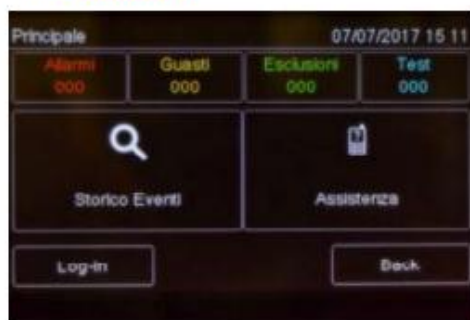 Principale 07/07/2017 15 11
Allarmi Guasti Esclusioni Test
000 000 000 000
Storico Eventi Assistenza
Log-in Back